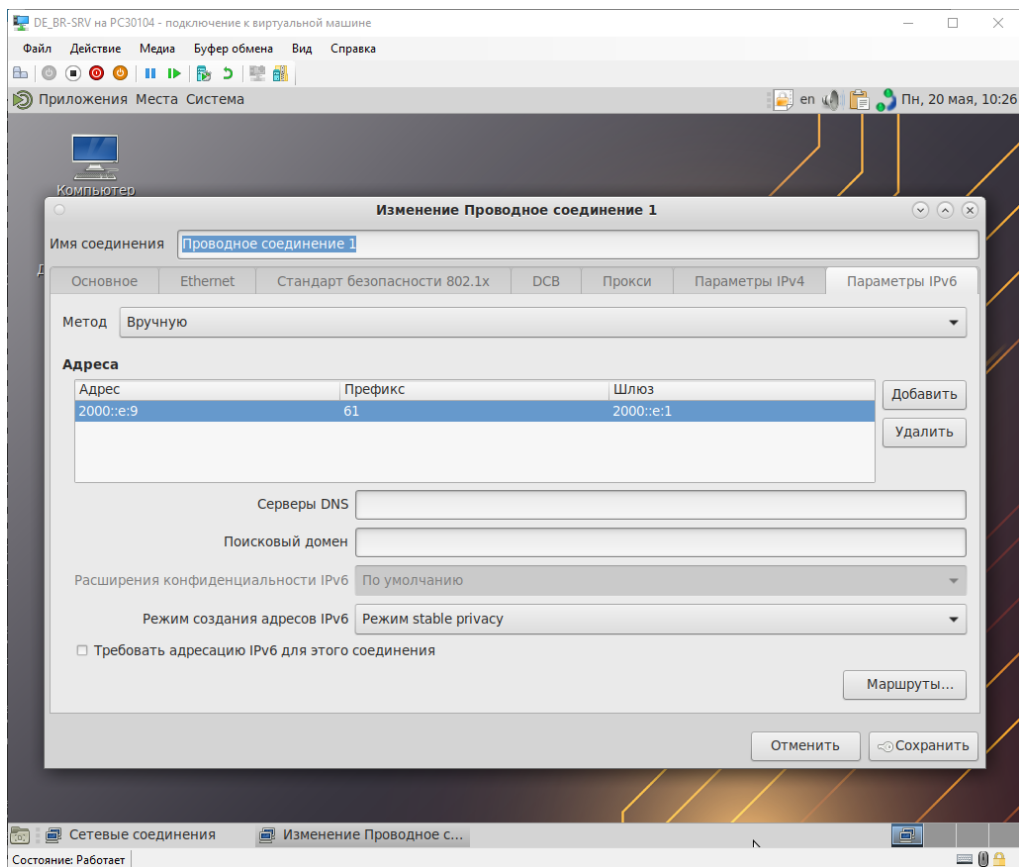 DE_BR-SRV на PC30104 - подключение к виртуальной машине
Файл Действие Медиа Буфер обмена Вид Справка
Приложения Места Система en Пн, 20 мая, 10:26
Компьютер
Изменение Проводное соединение 1
Имя соединения Проводное соединение 1
Основное Ethernet Стандарт безопасности 802.1x DCB Прокси Параметры IPv4 Параметры IPv6
Метод Вручную
Адреса
Адрес Префикс Шлюз
2000::e:9 61 2000::e:1
Добавить
Удалить
Серверы DNS
Поисковый домен
Расширения конфиденциальности IPv6 По умолчанию
Режим создания адресов IPv6 Режим stable privacy
Требовать адресацию IPv6 для этого соединения
Маршруты...
Отменить Сохранить
Сетевые соединения Изменение Проводное с...
Состояние: Работает